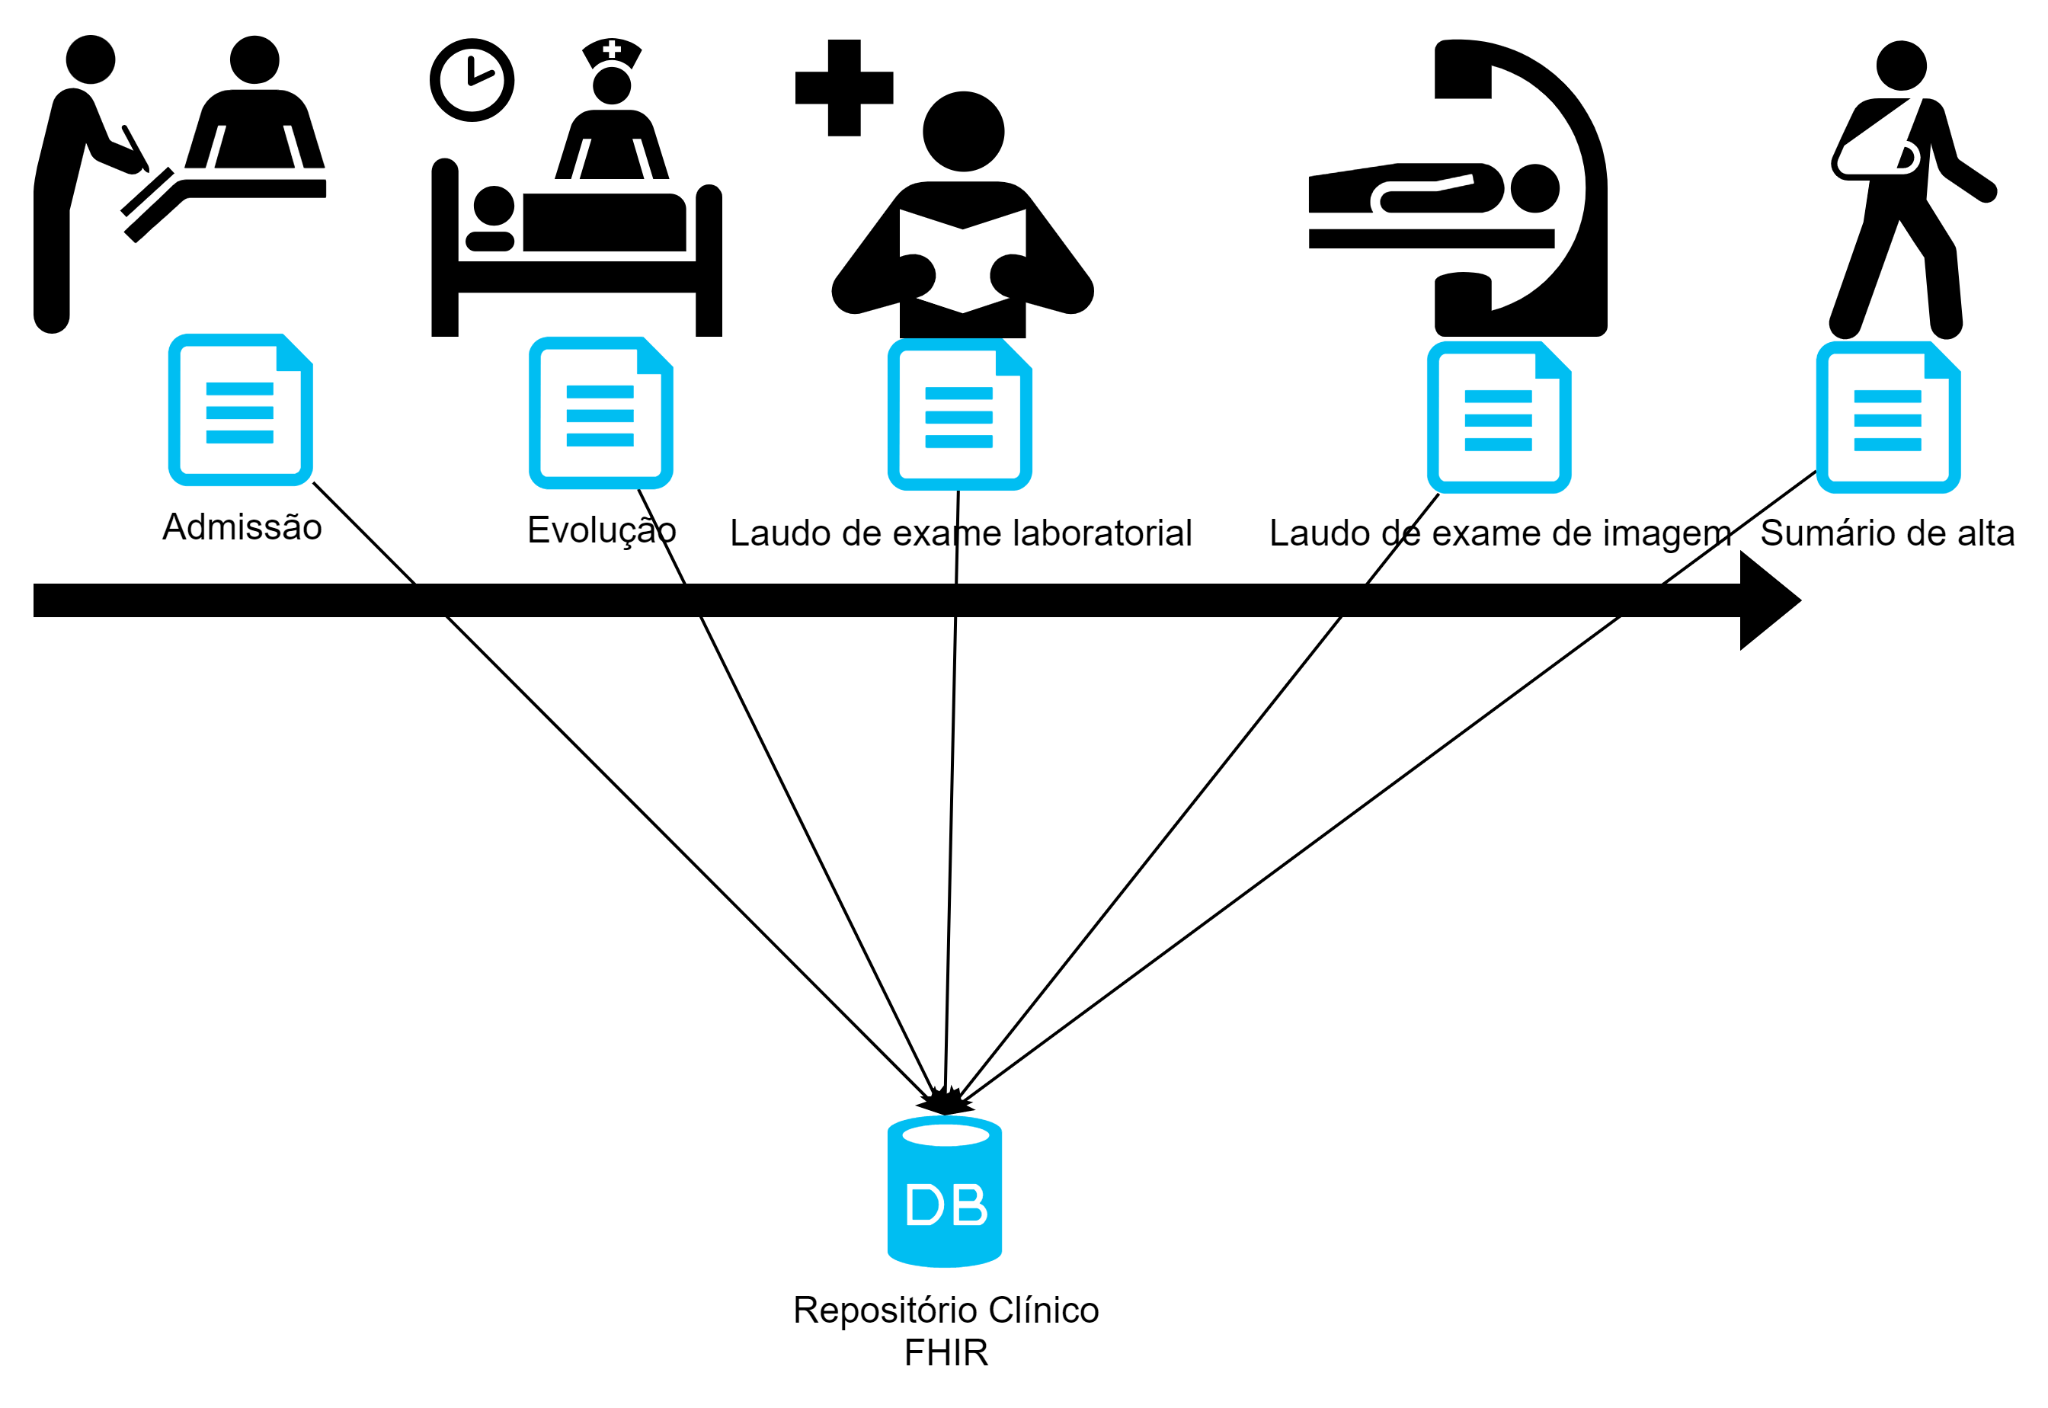 Admissão
Evolução
Laudo de exame laboratorial
Laudo de exame de imagem
Sumário de alta
DB
Repositório Clínico
FHIR